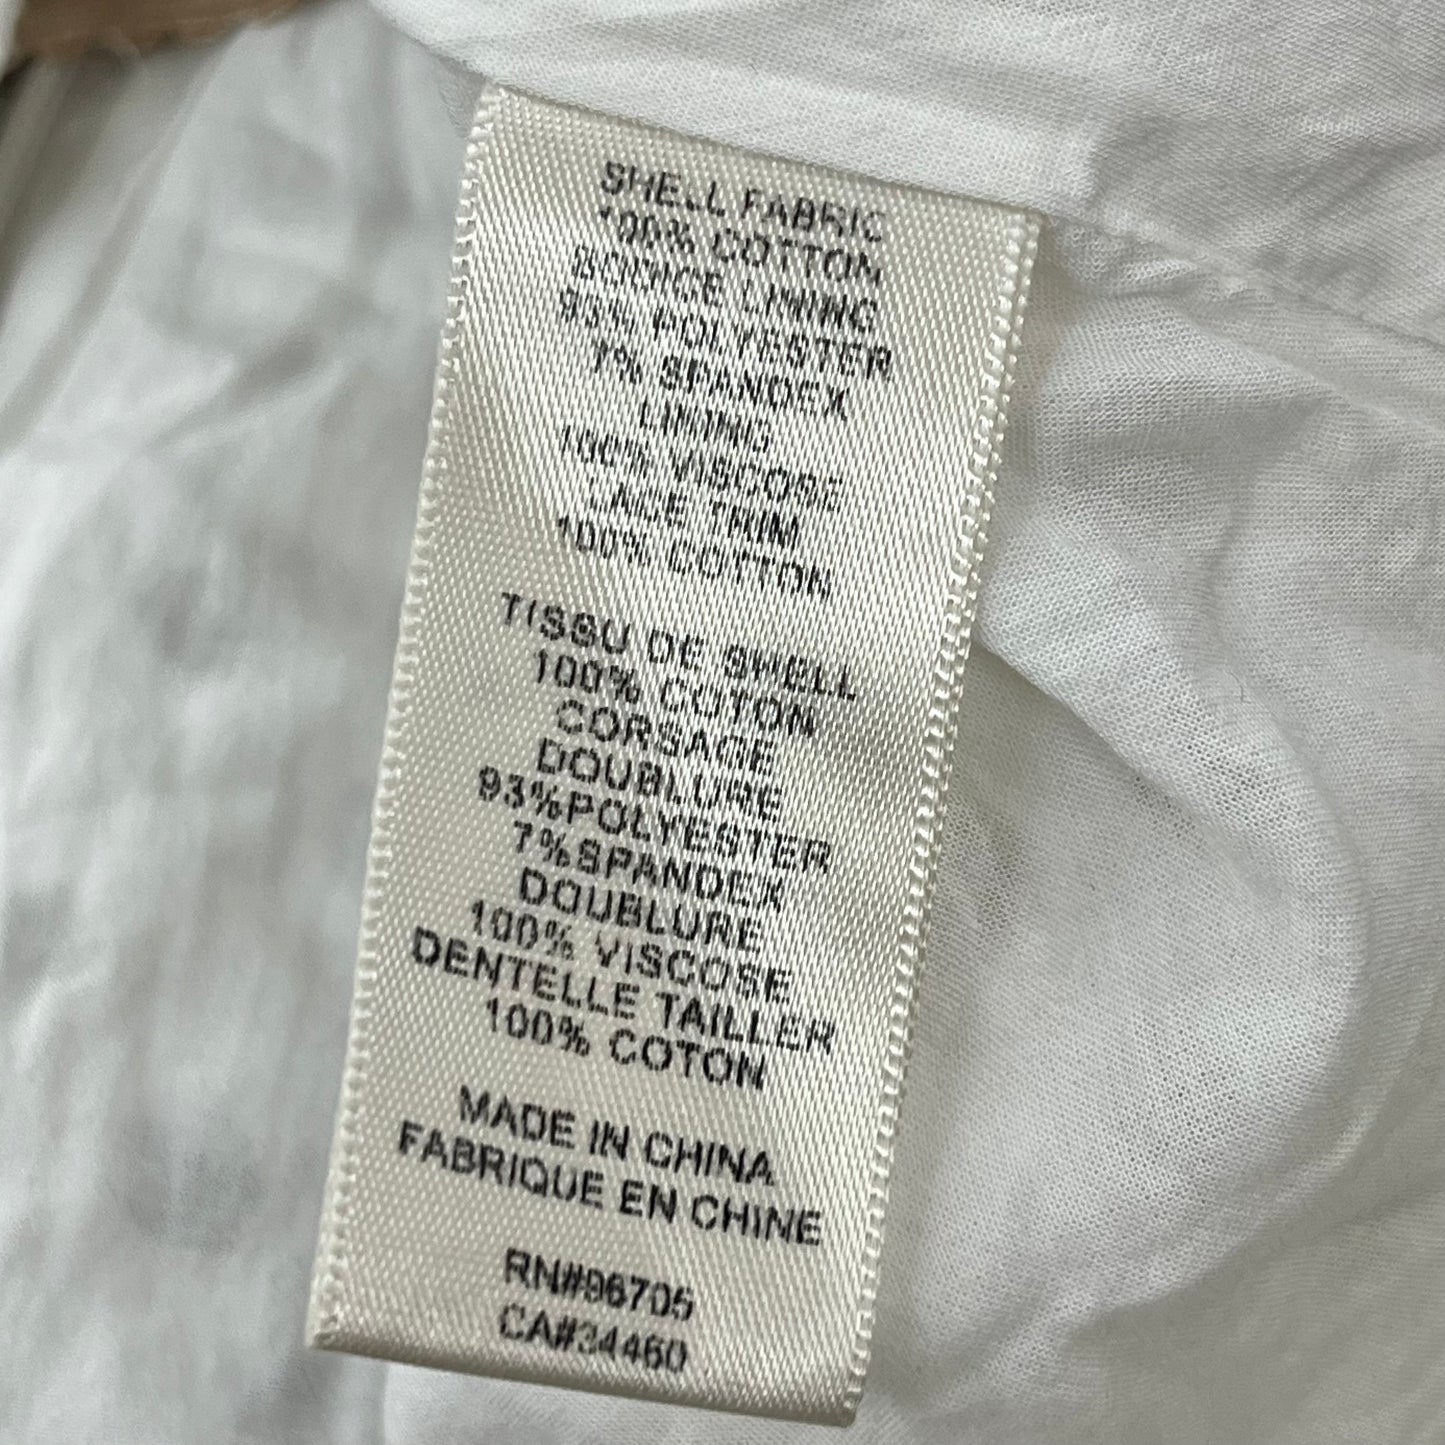 SHELL FABRIC
100% COTTON
BODICE LINING
93% POLYESTER
7% SPANDEX
LINING
100% VISCOSE
TRIM
100% COTTON
TISSU DE SHELL
100% COTON
CORSAGE
DOUBLURE
93%POLYESTER
7%SPANDEX
DOUBLURE
100% VISCOSE
DENTELLE TAILLER
100% COTON
MADE IN CHINA
FABRIQUE EN CHINE
RN#96705
CA#34460